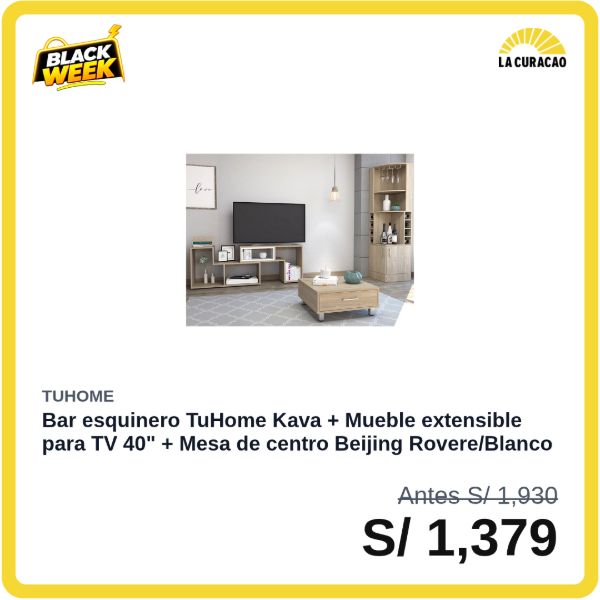 BLACK
WEEK
LA CURACAO
love
TUHOME
Bar esquinero TuHome Kava + Mueble extensible
para TV 40" + Mesa de centro Beijing Rovere/Blanco
Antes S/ 1,930
S/ 1,379